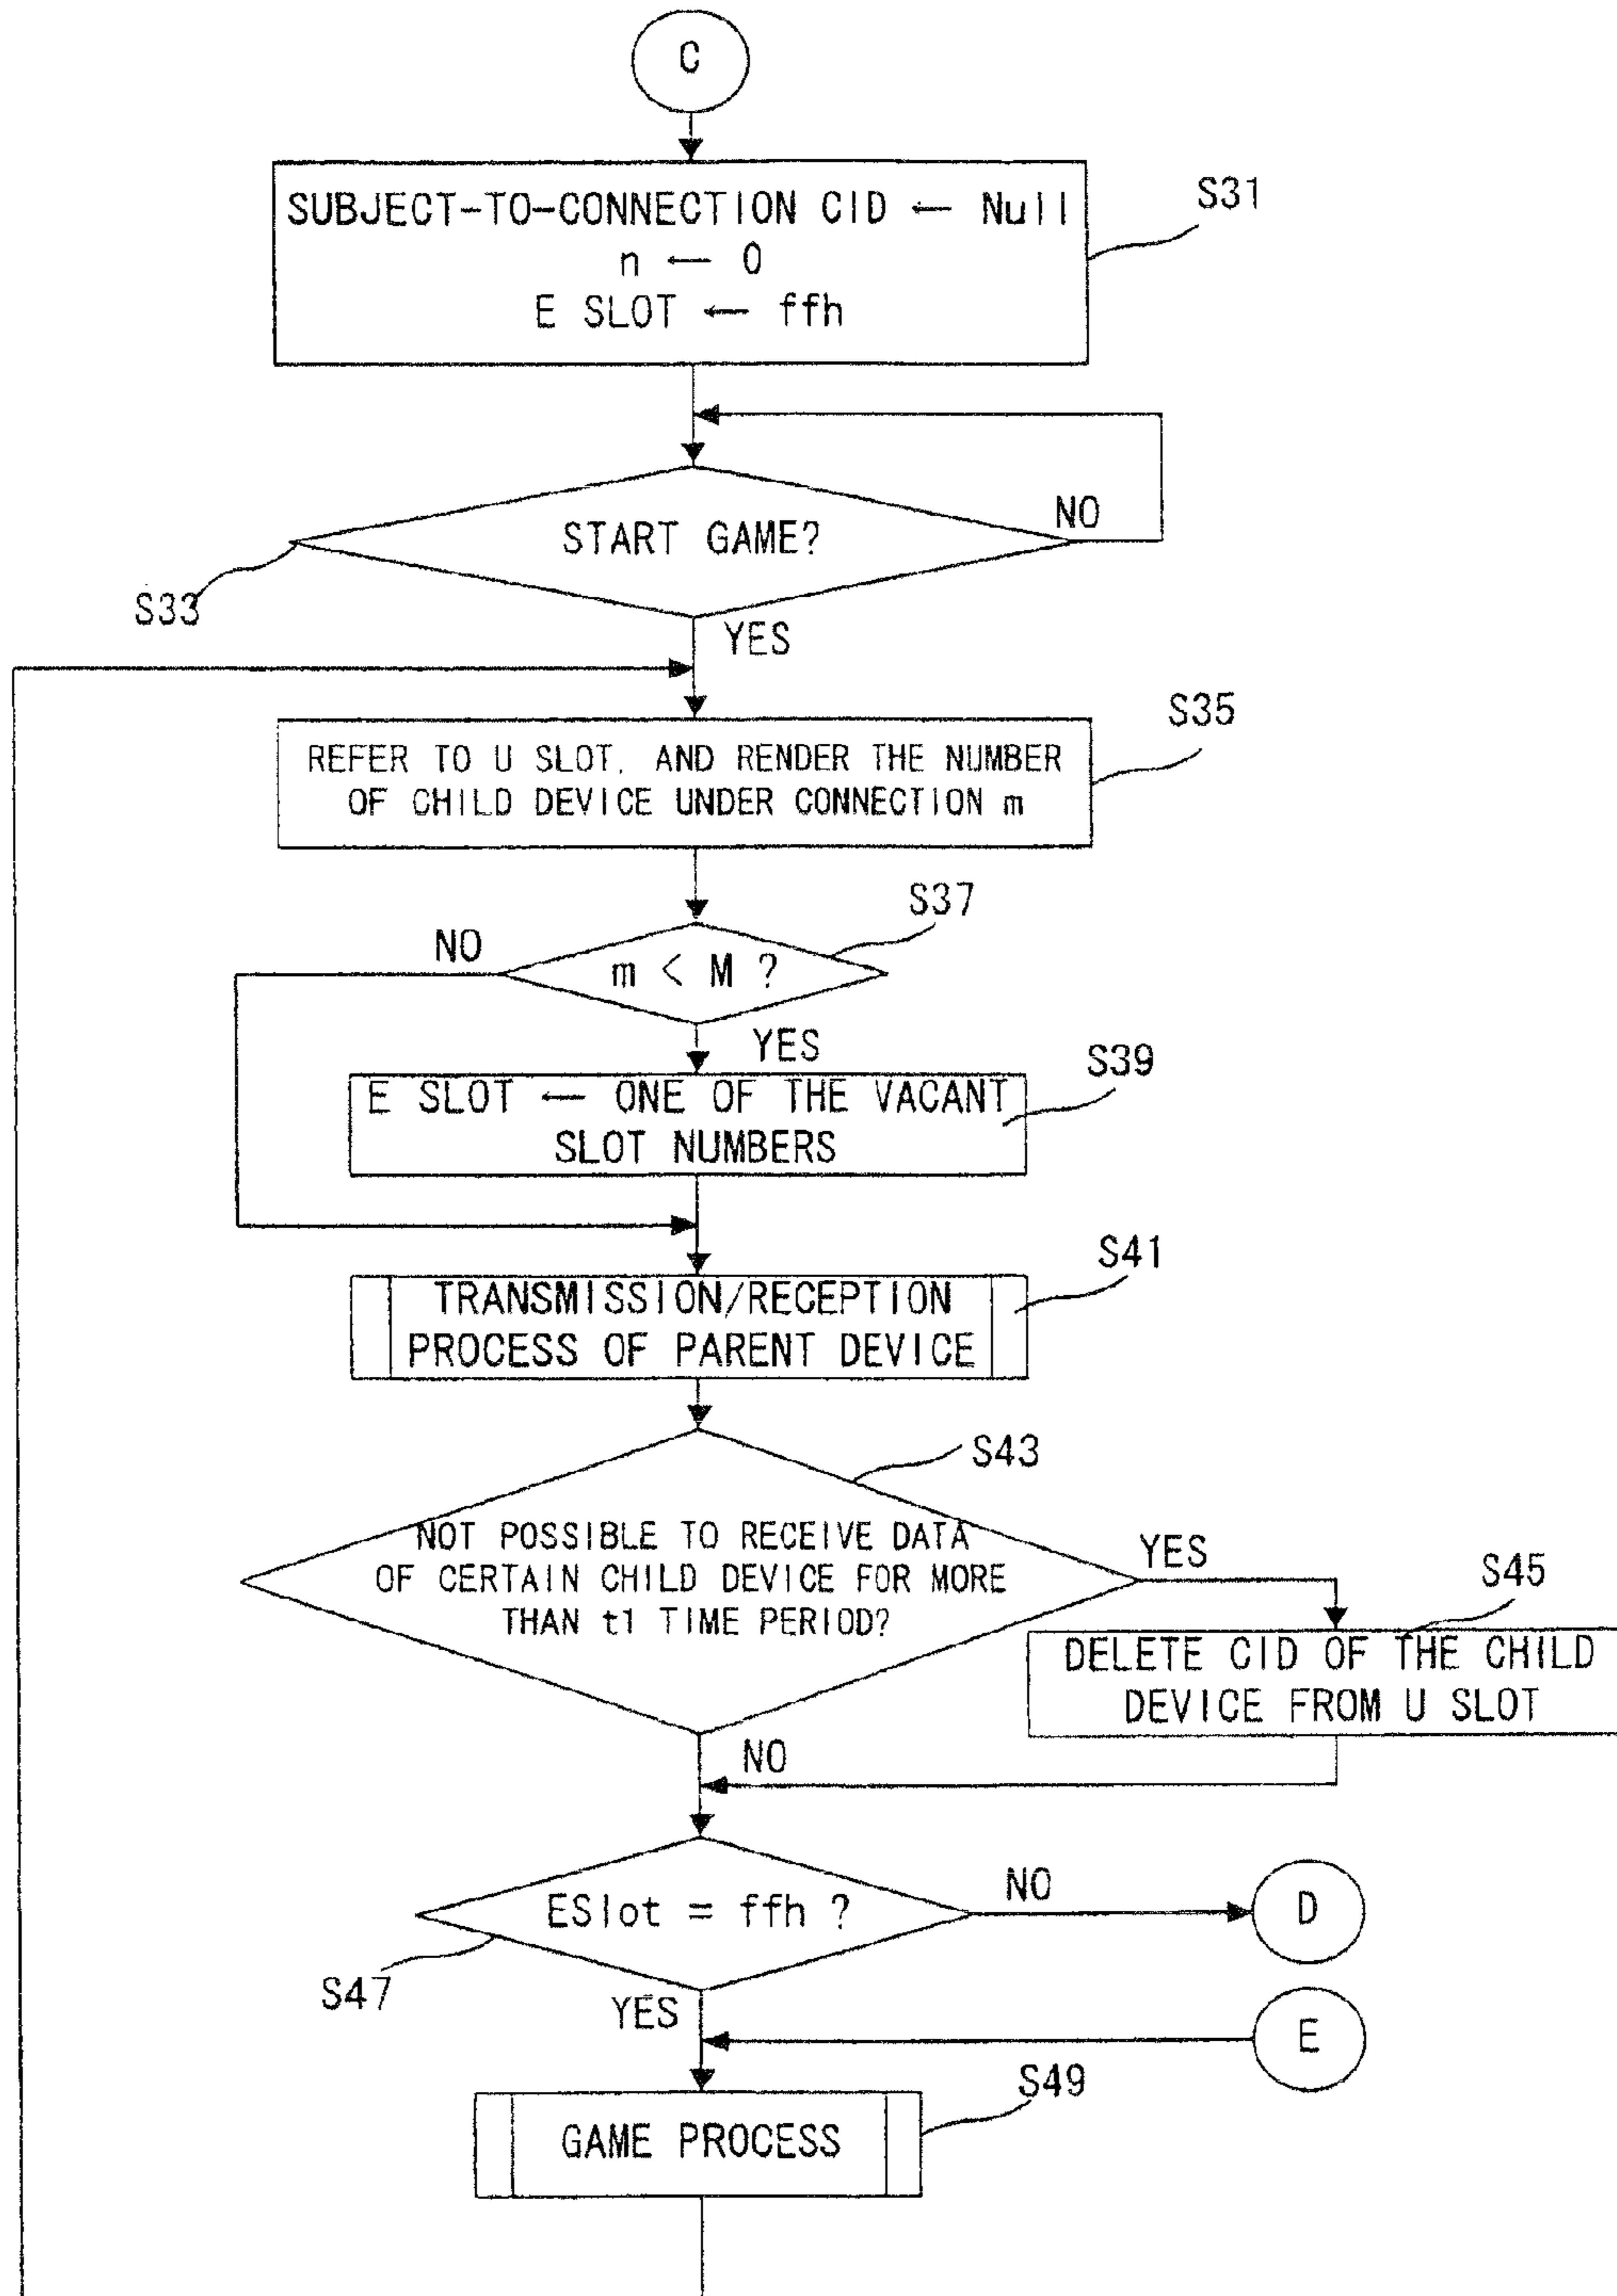 C
SUBJECT-TO-CONNECTION CID ← Null
n ← 0
E SLOT ← ffh
S31
START GAME?
NO
S33
YES
S35
REFER TO U SLOT, AND RENDER THE NUMBER
OF CHILD DEVICE UNDER CONNECTION m
S37
NO
m < M ?
YES
S39
E SLOT ← ONE OF THE VACANT
SLOT NUMBERS
S41
TRANSMISSION/RECEPTION
PROCESS OF PARENT DEVICE
S43
NOT POSSIBLE TO RECEIVE DATA
OF CERTAIN CHILD DEVICE FOR MORE
THAN t1 TIME PERIOD?
YES
S45
DELETE CID OF THE CHILD
DEVICE FROM U SLOT
NO
ESlot = ffh ?
NO
D
S47
YES
E
S49
GAME PROCESS